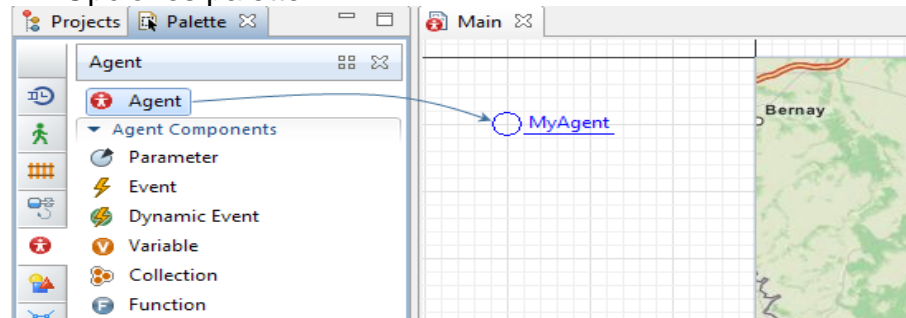 Projects Palette
Main
Agent
Agent
Agent Components
Parameter
Event
Dynamic Event
Variable
Collection
Function
MyAgent
Bernay